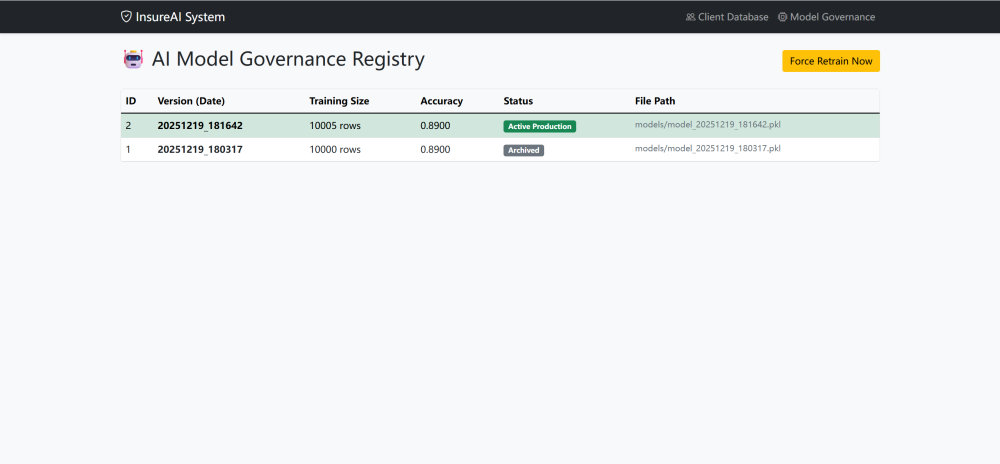 InsureAI System
Client Database
Model Governance
AI Model Governance Registry
Force Retrain Now
ID Version (Date) Training Size Accuracy Status File Path
2 20251219_181642 10005 rows 0.8900 Active Production models/model_20251219_181642.pkl
1 20251219_180317 10000 rows 0.8900 Archived models/model_20251219_180317.pkl